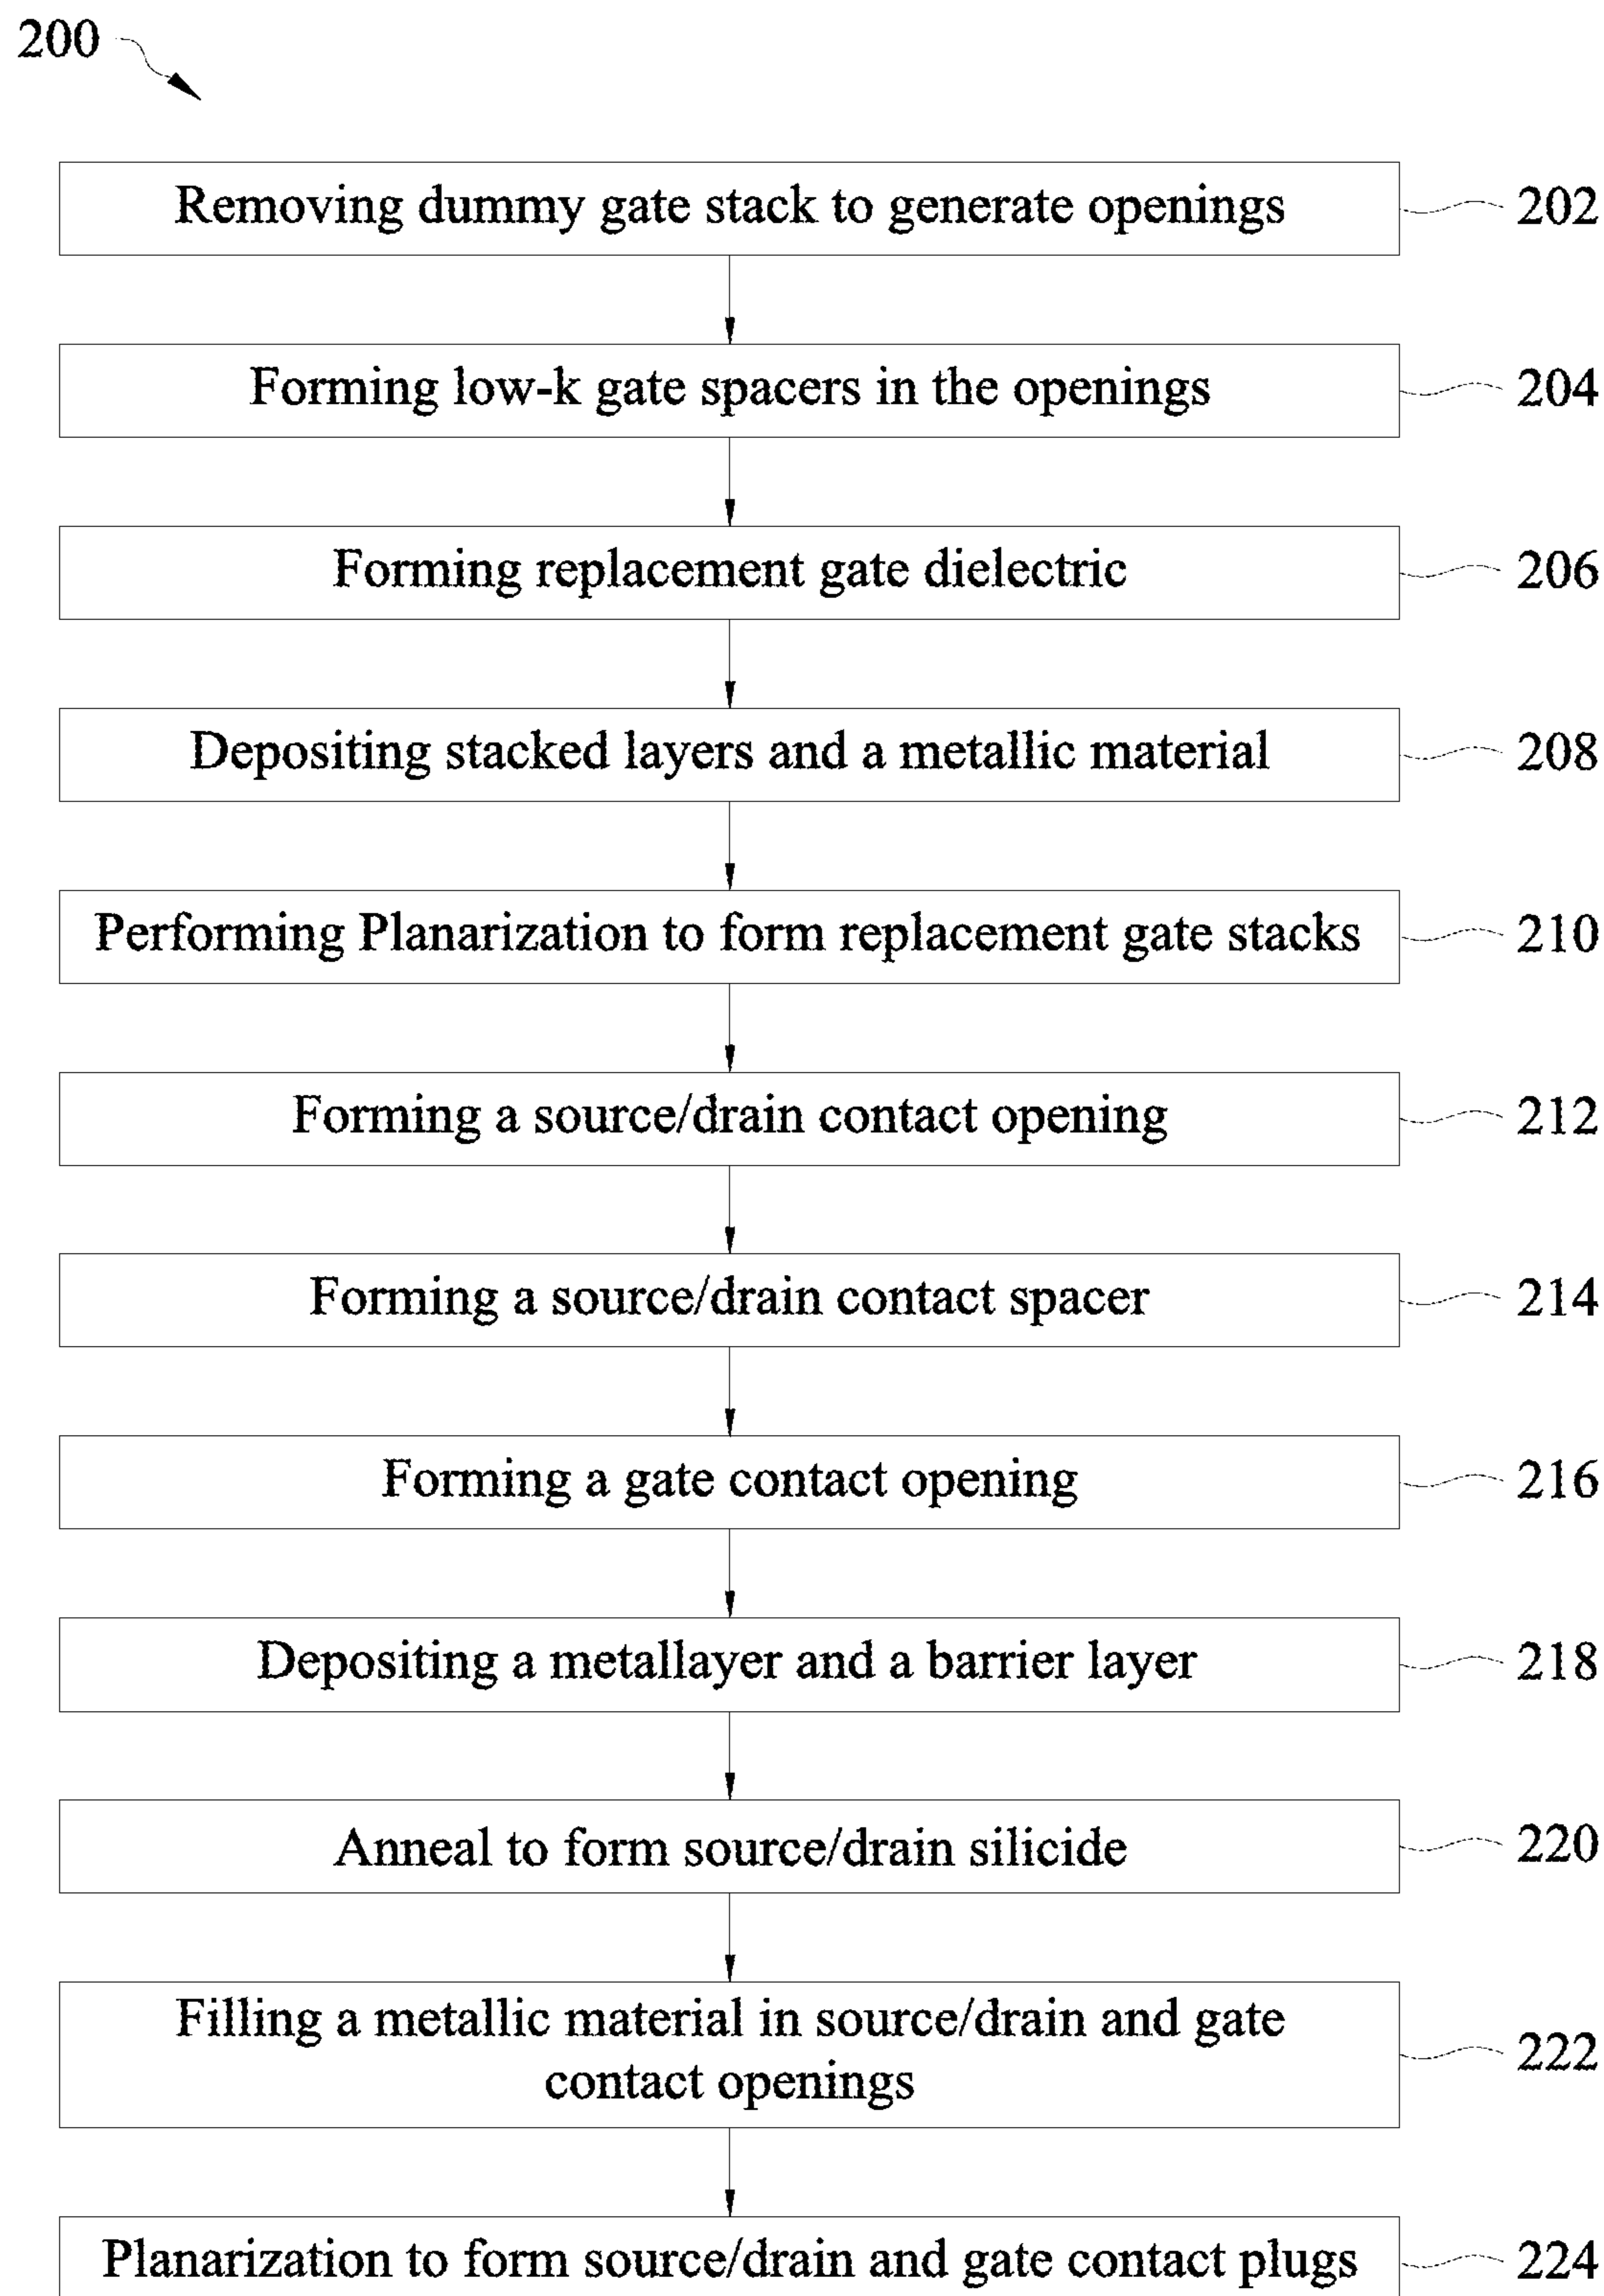 200
Removing dummy gate stack to generate openings
202
Forming low-k gate spacers in the openings
204
Forming replacement gate dielectric
206
Depositing stacked layers and a metallic material
208
Performing Planarization to form replacement gate stacks
210
Forming a source/drain contact opening
212
Forming a source/drain contact spacer
214
Forming a gate contact opening
216
Depositing a metallayer and a barrier layer
218
Anneal to form source/drain silicide
220
Filling a metallic material in source/drain and gate
contact openings
222
Planarization to form source/drain and gate contact plugs
224